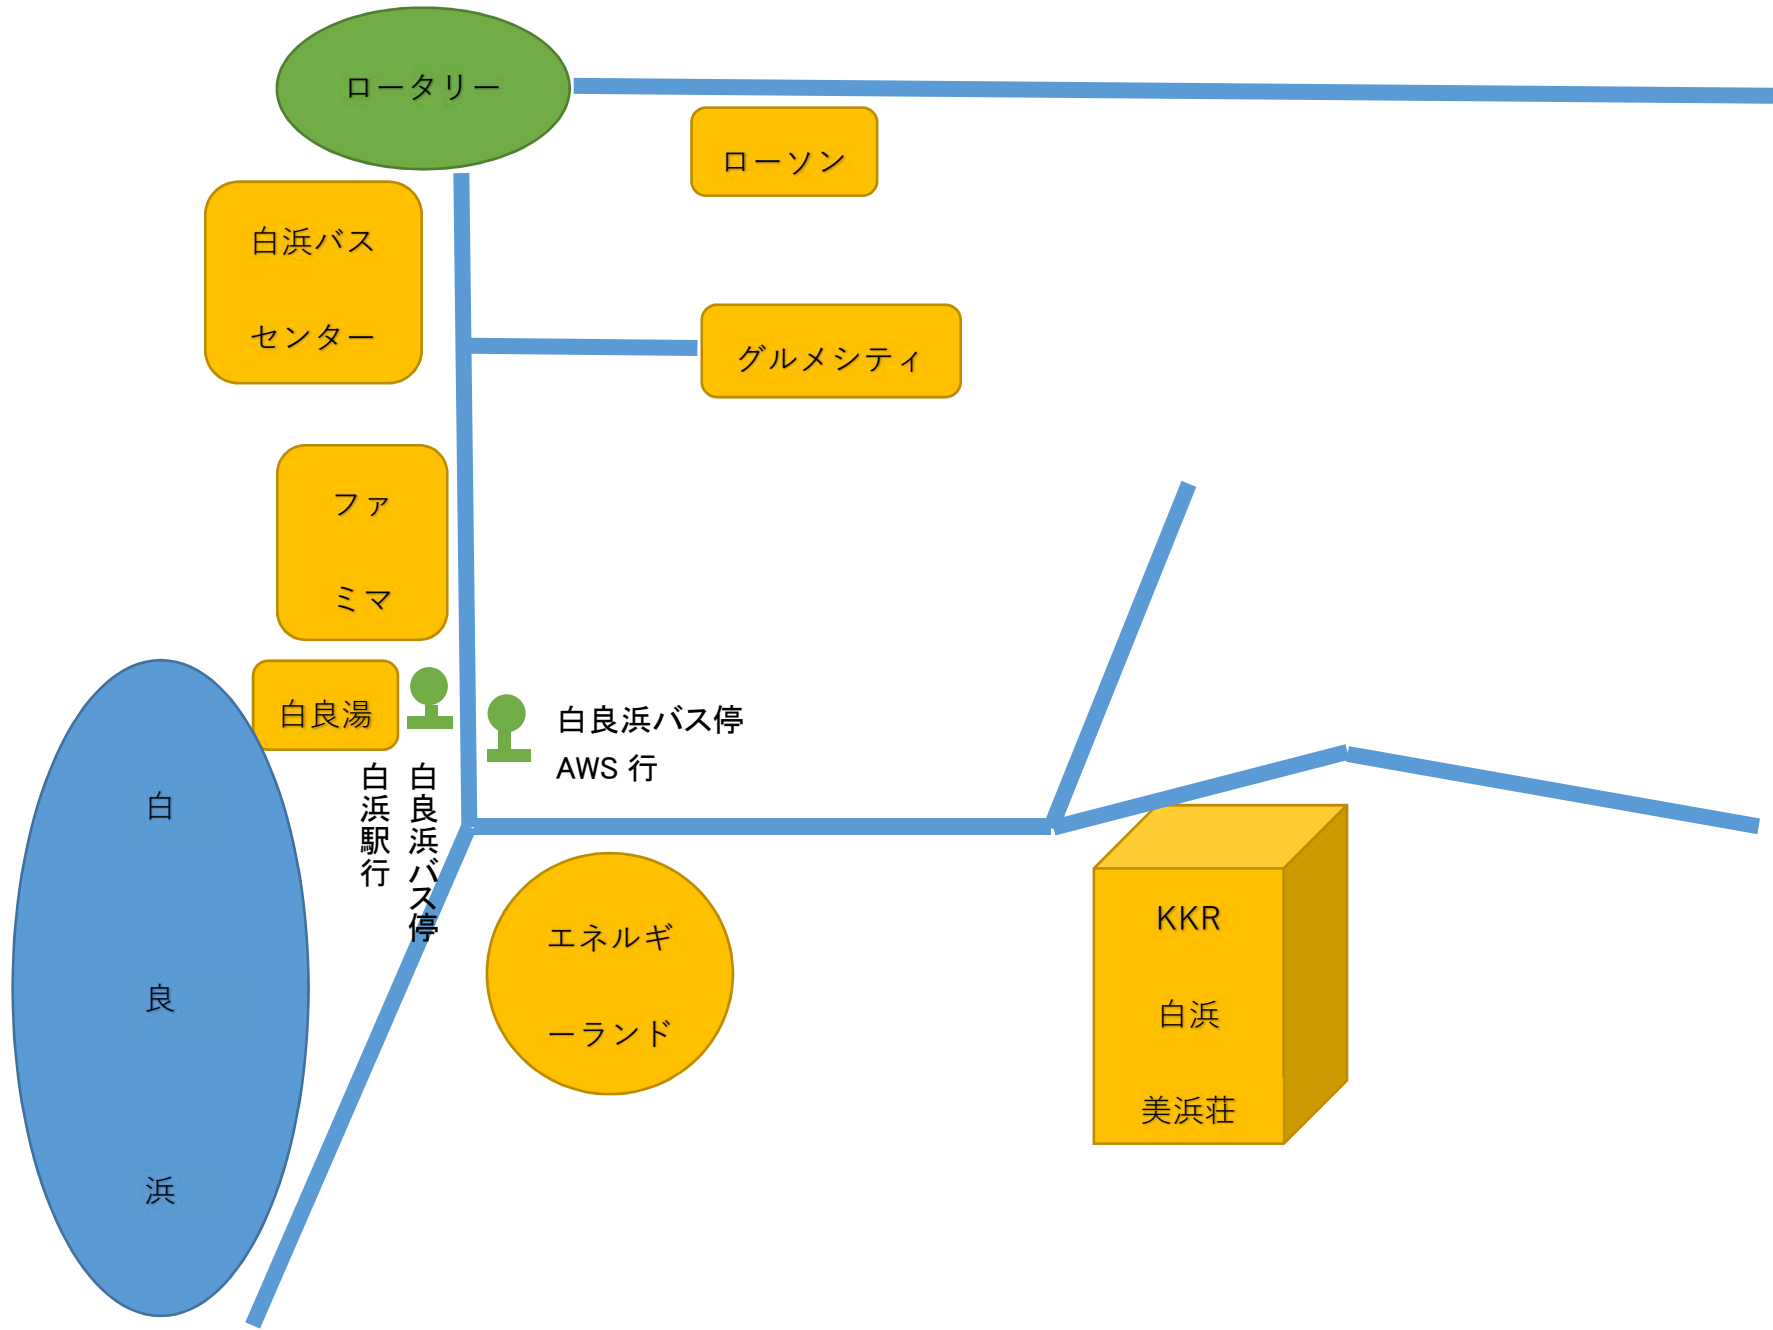 ロータリー
ローソン
白浜バス
センター
グルメシティ
ファ
ミマ
白良湯
白良浜バス停
AWS 行
白良浜バス停
白浜駅行
白
良
浜
エネルギ
ーランド
KKR
白浜
美浜荘